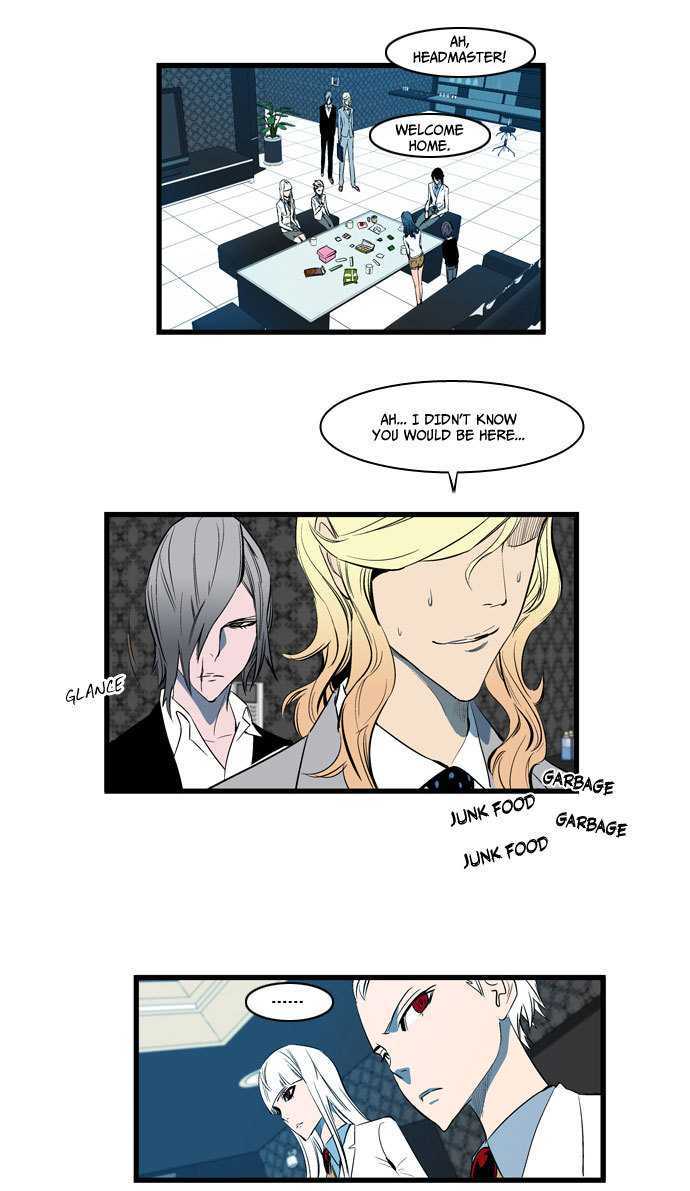 AH,
HEADMASTER!
WELCOME
HOME.
AH... I DIDN'T KNOW
YOU WOULD BE HERE...
GLANCE
GARBAGE
JUNK FOOD
GARBAGE
JUNK FOOD
------